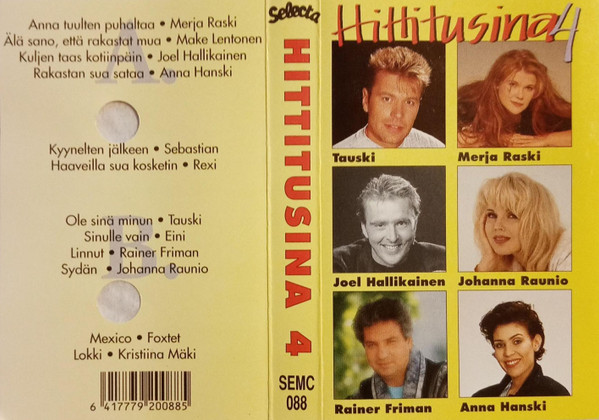 A.
Anna tuulten puhaltaa • Merja Raski
Älä sano, että rakastat mua • Make Lentonen
Kuljen taas kotiinpäin • Joel Hallikainen
Rakastan sua sataa • Anna Hanski
Kyynelten jälkeen • Sebastian
Haaveilla sua kosketin • Rexi
B.
Ole sinä minun • Tauski
Sinulle vain • Eini
Linnut • Rainer Friman
Sydän • Johanna Raunio
Mexico • Foxtet
Lokki • Kristiina Mäki
6 417779 200885
Selecta
HITTITUSINA 4
SEMC
088
Hittitusina 4
Tauski
Merja Raski
Joel Hallikainen
Johanna Raunio
Rainer Friman
Anna Hanski